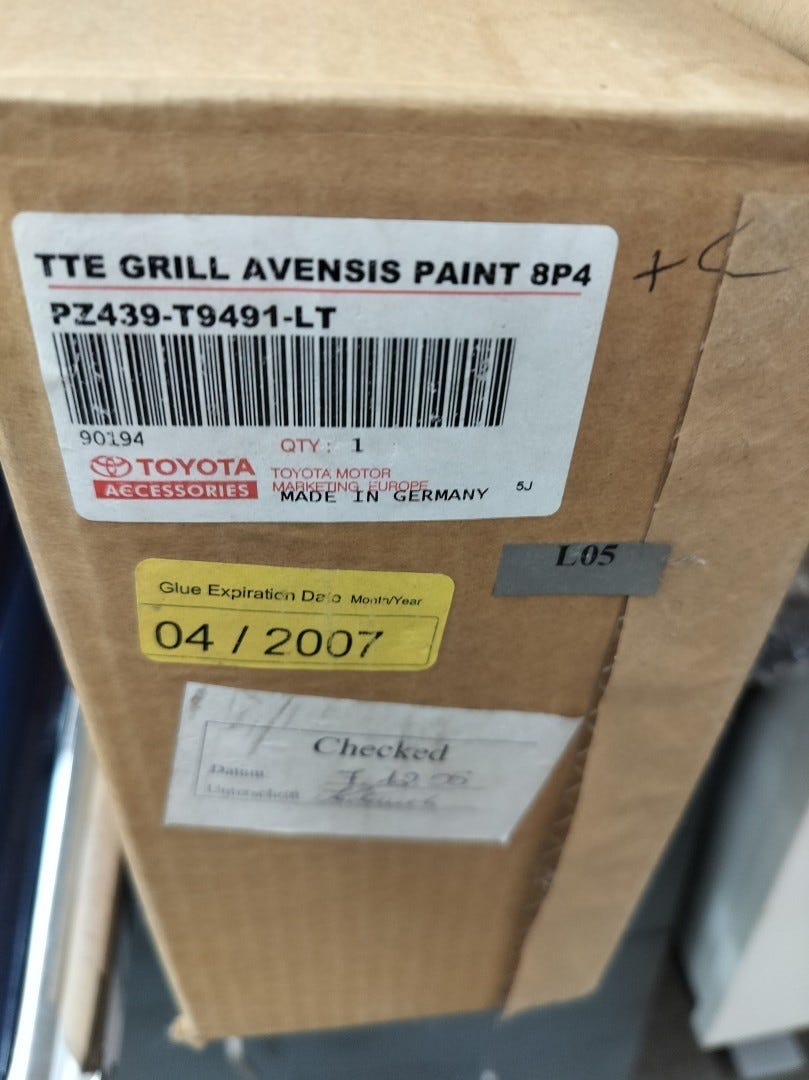 TTE GRILL AVENSIS PAINT 8P4
PZ439-T9491-LT
90194
QTY: 1
TOYOTA
ACCESSORIES
TOYOTA MOTOR
MARKETING EUROPE
MADE IN GERMANY
5J
L05
Glue Expiration Date Month/Year
04 / 2007
Checked
Datum
Unterschrift